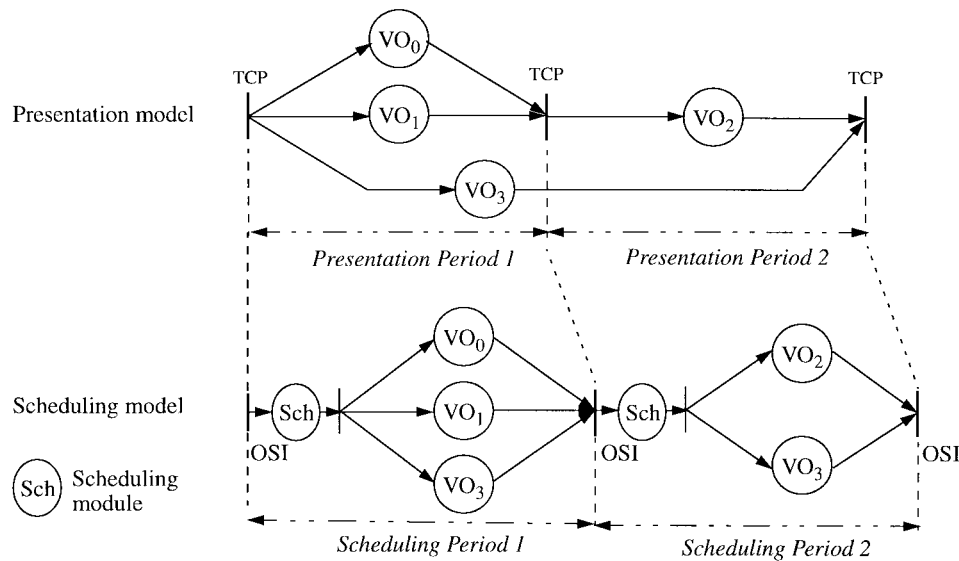 VO0
TCP
TCP
TCP
Presentation model
VO1
VO2
VO3
Presentation Period 1
Presentation Period 2
VO0
VO2
Scheduling model
Sch
VO1
Sch
OSI
OSI
OSI
VO3
VO3
Sch
Scheduling
module
Scheduling Period 1
Scheduling Period 2